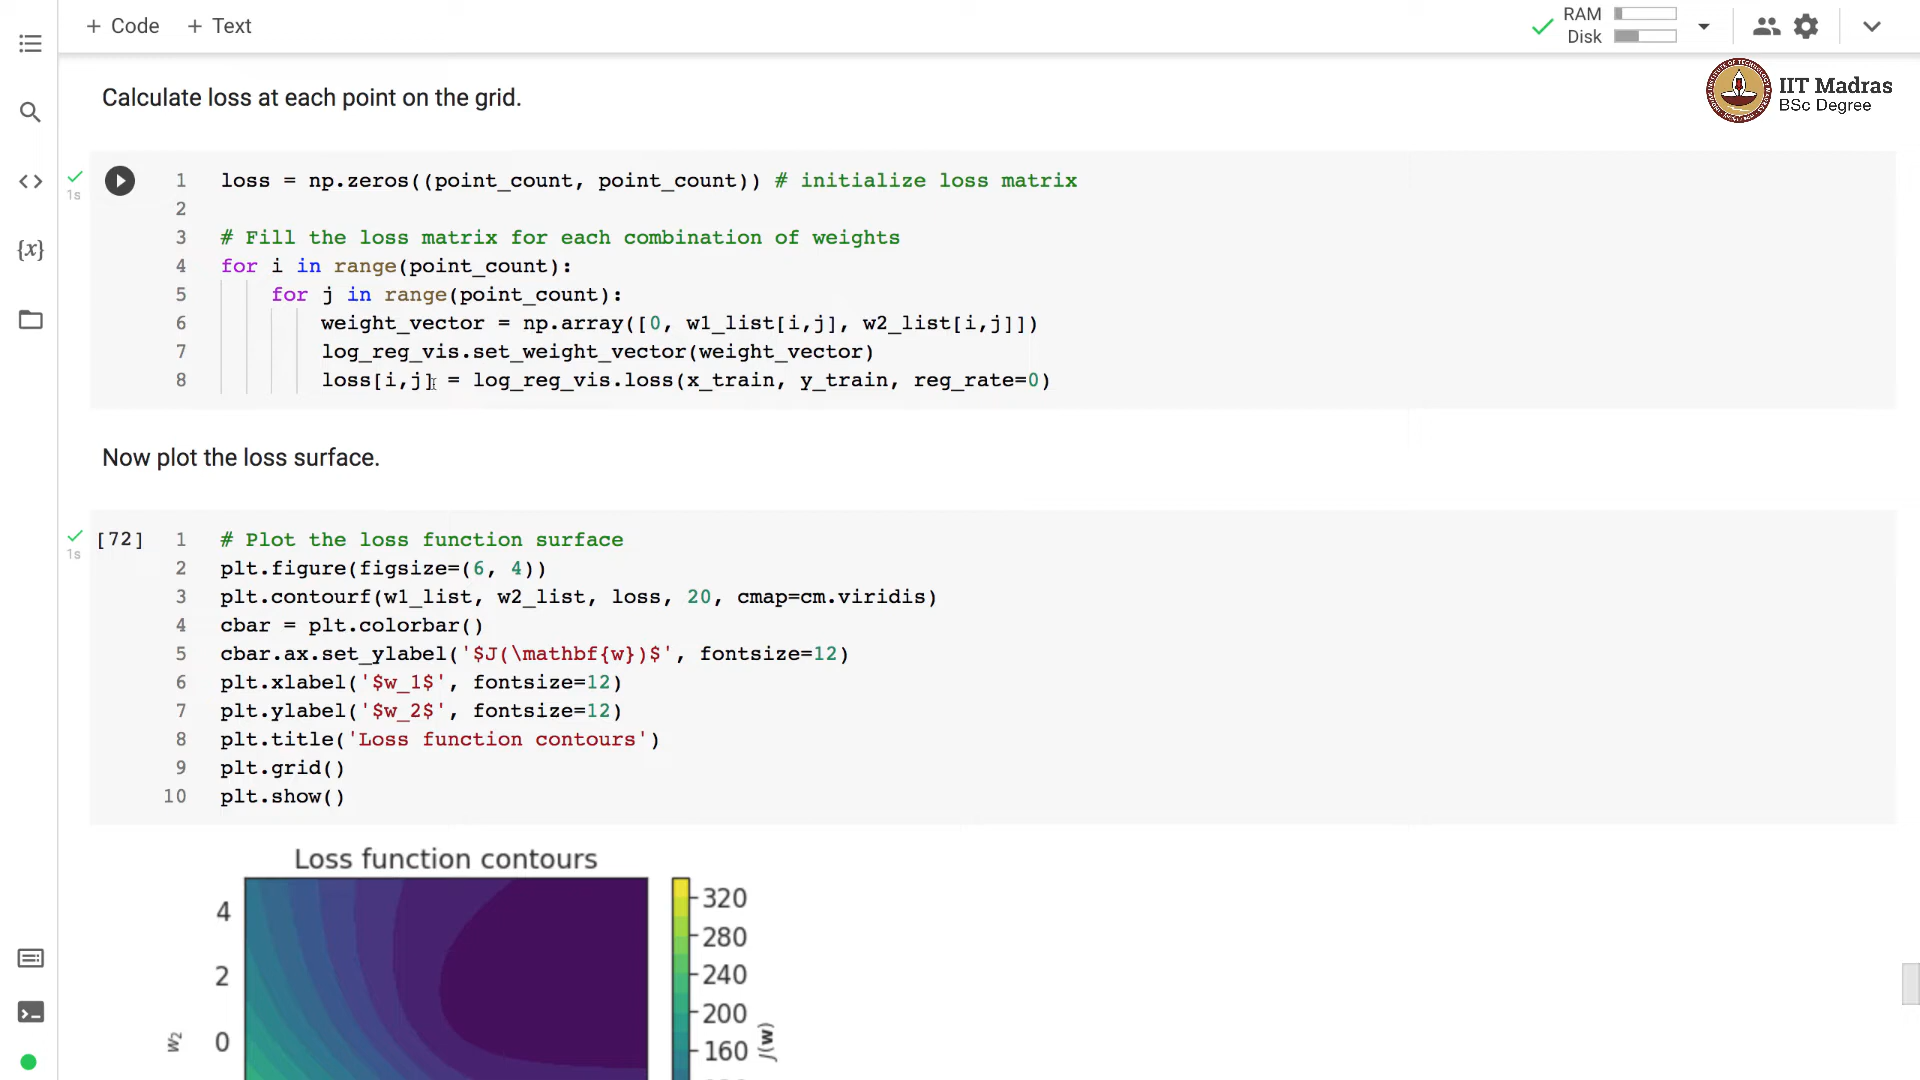 + Code + Text
RAM
Disk
IIT Madras
BSc Degree
Calculate loss at each point on the grid.
1s
1 loss = np.zeros((point_count, point_count)) # initialize loss matrix
2
3 # Fill the loss matrix for each combination of weights
4 for i in range(point_count):
5 for j in range(point_count):
6 weight_vector = np.array([0, w1_list[i,j], w2_list[i,j]])
7 log_reg_vis.set_weight_vector(weight_vector)
8 loss[i,j] = log_reg_vis.loss(x_train, y_train, reg_rate=0)
{x}
Now plot the loss surface.
1s
[72]
1 # Plot the loss function surface
2 plt.figure(figsize=(6, 4))
3 plt.contourf(w1_list, w2_list, loss, 20, cmap=cm.viridis)
4 cbar = plt.colorbar()
5 cbar.ax.set_ylabel('$J(\mathbf{w})$', fontsize=12)
6 plt.xlabel('$w_1$', fontsize=12)
7 plt.ylabel('$w_2$', fontsize=12)
8 plt.title('Loss function contours')
9 plt.grid()
10 plt.show()
Loss function contours
4
2
0
w₂
320
280
240
200
160
J(w)